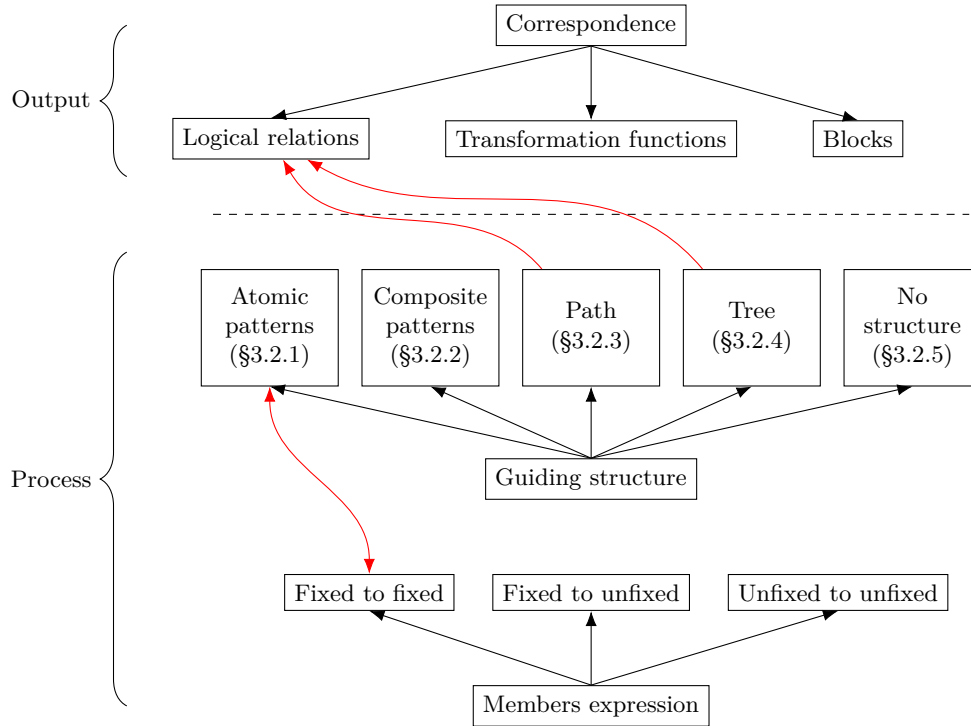 Correspondence
Output
Logical relations
Transformation functions
Blocks
Atomic
patterns
(§3.2.1)
Composite
patterns
(§3.2.2)
Path
(§3.2.3)
Tree
(§3.2.4)
No
structure
(§3.2.5)
Process
Guiding structure
Fixed to fixed
Fixed to unfixed
Unfixed to unfixed
Members expression